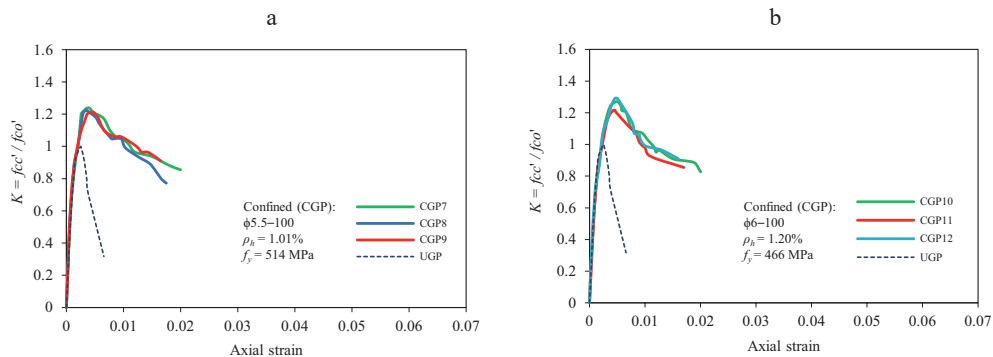 a
1.6
1.4
1.2
1
0.8
0.6
0.4
0.2
0
K = fcc' / fco'
0 0.01 0.02 0.03 0.04 0.05 0.06 0.07
Axial strain
Confined (CGP):
ϕ5.5−100
ρh = 1.01%
fy = 514 MPa
CGP7
CGP8
CGP9
UGP
b
1.6
1.4
1.2
1
0.8
0.6
0.4
0.2
0
K = fcc' / fco'
0 0.01 0.02 0.03 0.04 0.05 0.06 0.07
Axial strain
Confined (CGP):
ϕ6−100
ρh = 1.20%
fy = 466 MPa
CGP10
CGP11
CGP12
UGP